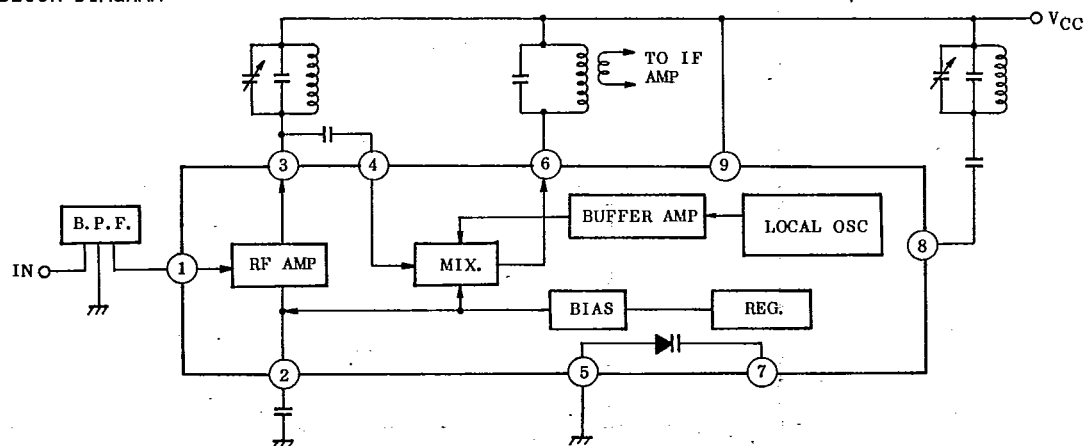 BLOCK DIAGRAM
VCC
TO IF
AMP
3
4
6
9
B.P.F.
BUFFER AMP
LOCAL OSC
8
IN
1
RF AMP
MIX.
BIAS
REG.
2
5
7